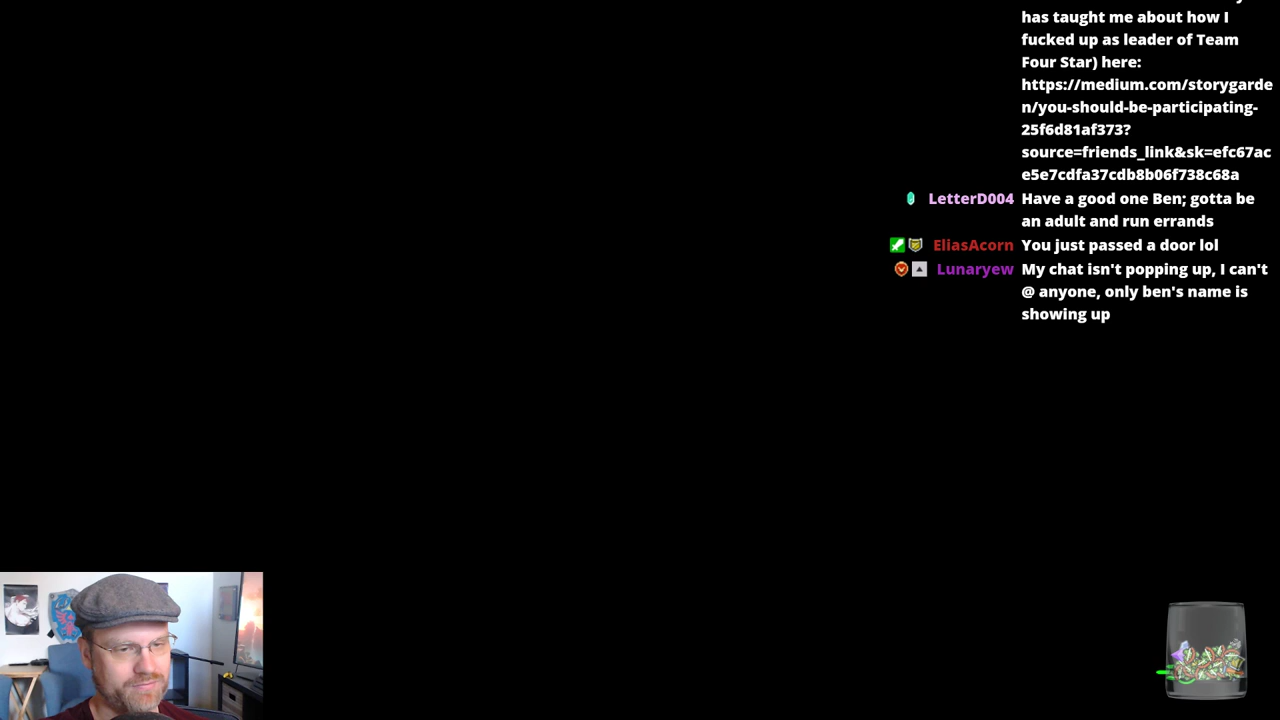 has taught me about how I
fucked up as leader of Team
Four Star) here:
https://medium.com/storygarde
n/you-should-be-participating-
25f6d81af373?
source=friends_link&sk=efc67ac
e5e7cdfa37cdb8b06f738c68a
LetterD004 Have a good one Ben; gotta be
an adult and run errands
EliasAcorn You just passed a door lol
Lunaryew My chat isn't popping up, I can't
@ anyone, only ben's name is
showing up